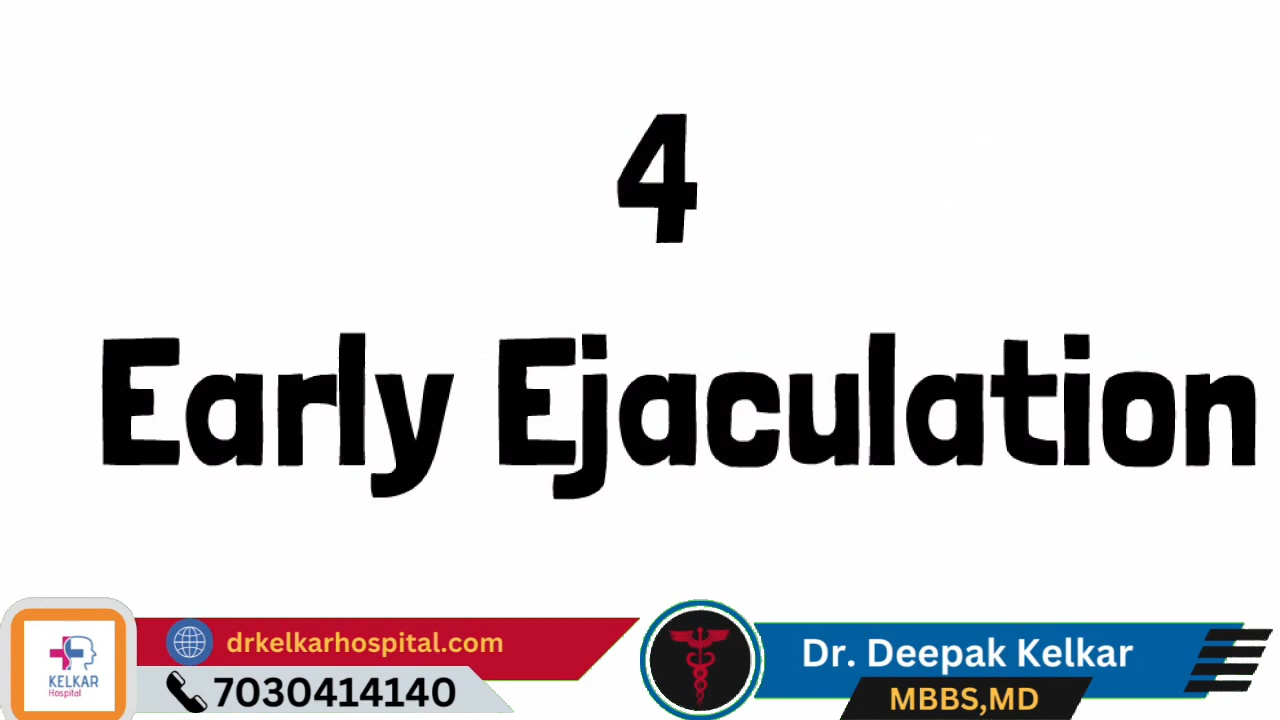 4
Early Ejaculation
drkelkarhospital.com
7030414140
KELKAR
Hospital
Dr. Deepak Kelkar
MBBS,MD